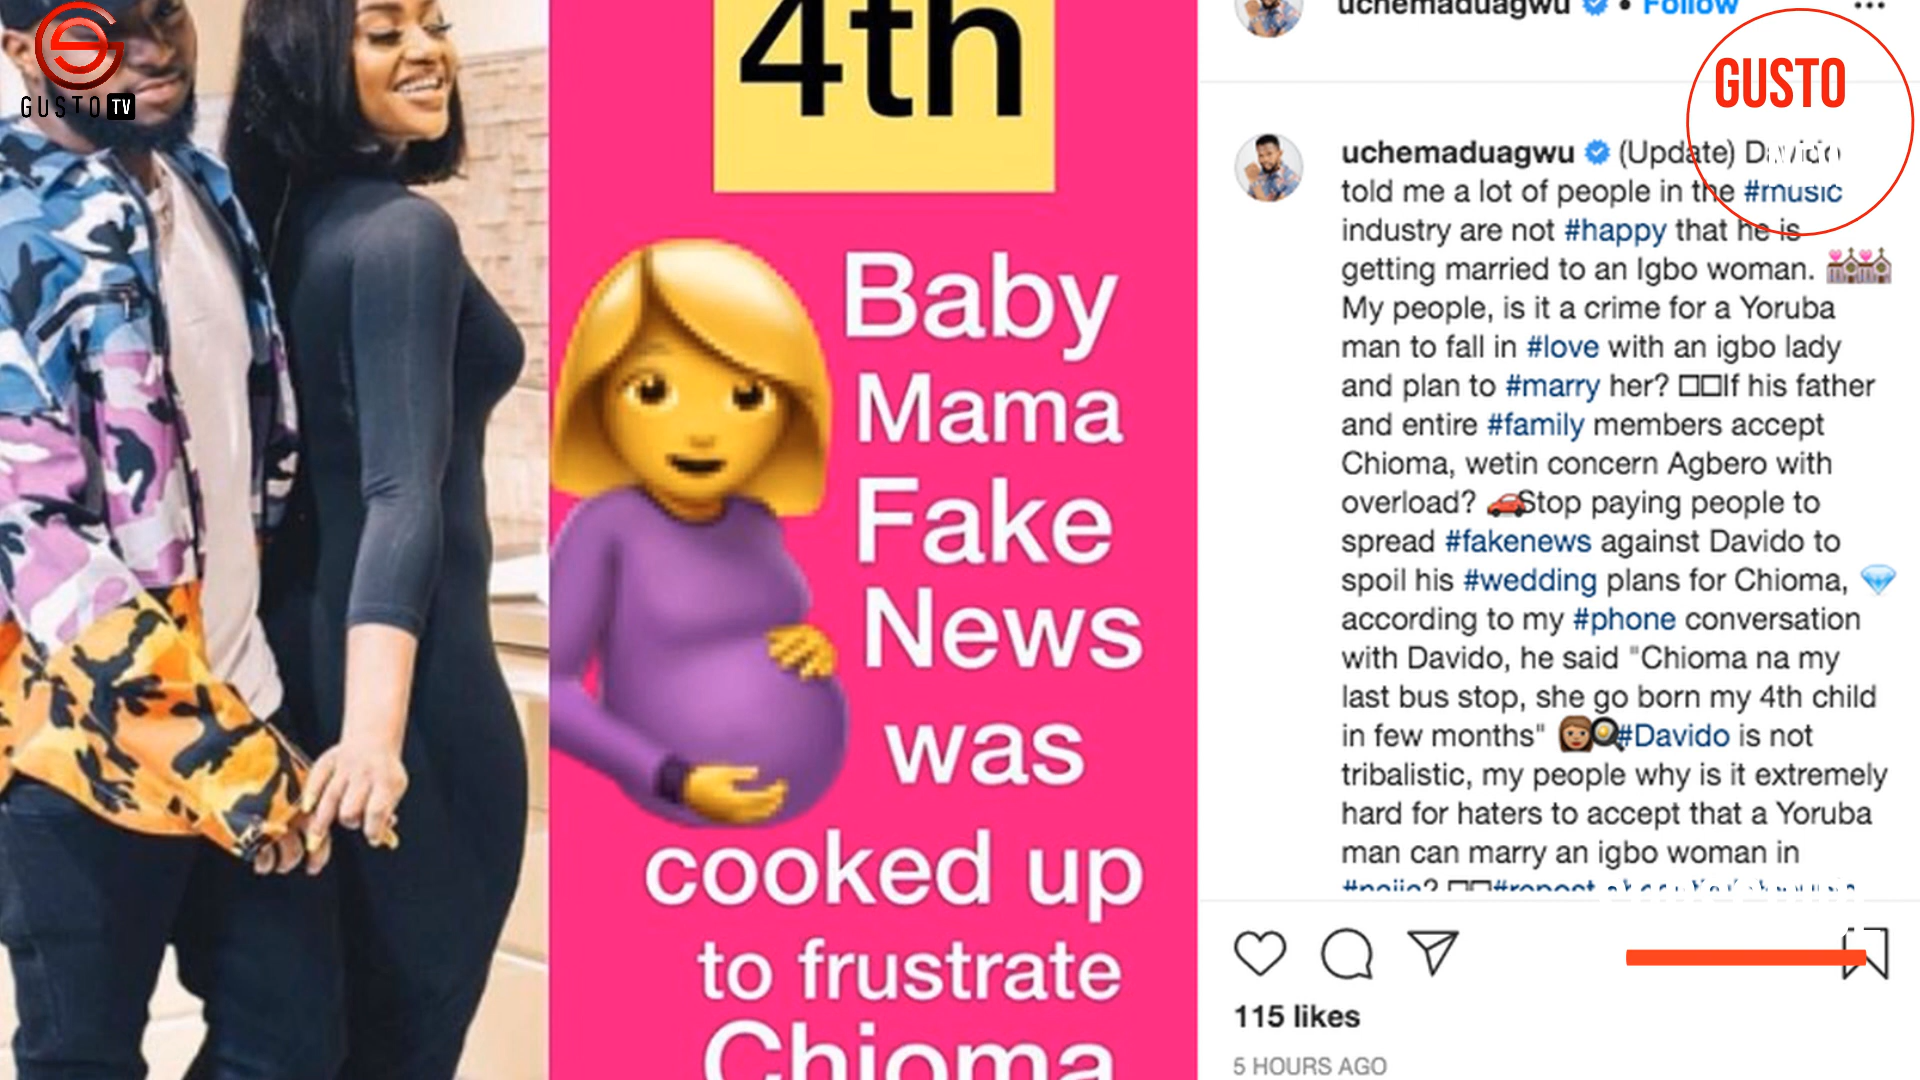 GUSTO TV
4th
Baby
Mama
Fake
News
was
cooked up
to frustrate
Chioma
uchemaduagwu • Follow
GUSTO
uchemaduagwu (Update) Davido
told me a lot of people in the #music
industry are not #happy that he is
getting married to an Igbo woman.
My people, is it a crime for a Yoruba
man to fall in #love with an igbo lady
and plan to #marry her? If his father
and entire #family members accept
Chioma, wetin concern Agbero with
overload? Stop paying people to
spread #fakenews against Davido to
spoil his #wedding plans for Chioma,
according to my #phone conversation
with Davido, he said "Chioma na my
last bus stop, she go born my 4th child
in few months" #Davido is not
tribalistic, my people why is it extremely
hard for haters to accept that a Yoruba
man can marry an igbo woman in
#naija? #repost
115 likes
5 HOURS AGO